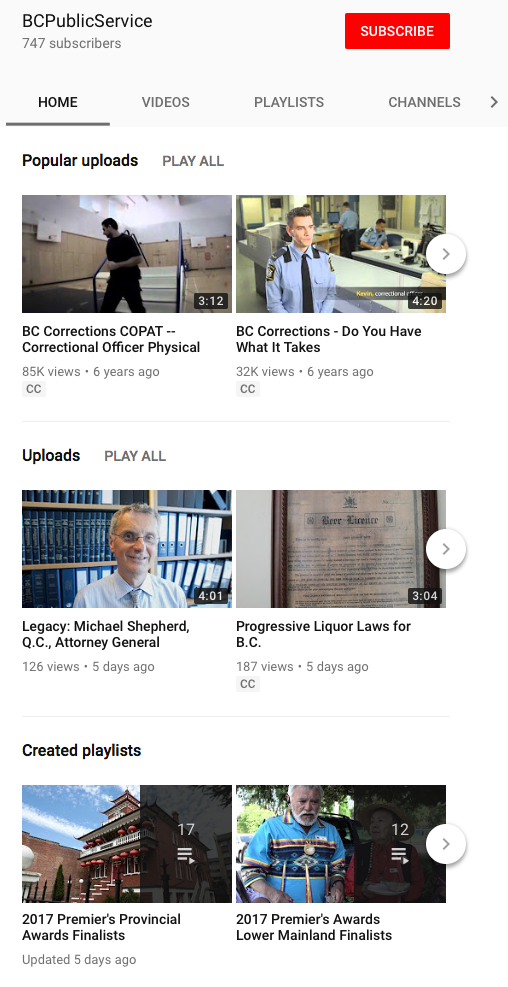 BCPublicService
747 subscribers
SUBSCRIBE
HOME VIDEOS PLAYLISTS CHANNELS
Popular uploads PLAY ALL
3:12
Kevin, correctional
4:20
BC Corrections COPAT --
Correctional Officer Physical
85K views • 6 years ago
CC
BC Corrections - Do You Have
What It Takes
32K views • 6 years ago
CC
Uploads PLAY ALL
4:01
Beer Licence
3:04
Legacy: Michael Shepherd,
Q.C., Attorney General
126 views • 5 days ago
Progressive Liquor Laws for
B.C.
187 views • 5 days ago
CC
Created playlists
17
12
2017 Premier's Provincial
Awards Finalists
Updated 5 days ago
2017 Premier's Awards
Lower Mainland Finalists